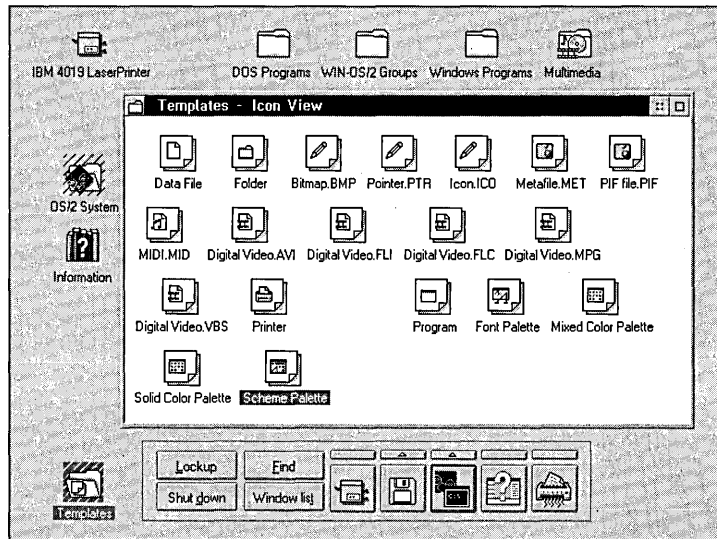 IBM 4019 LaserPrinter DOS Programs WIN-OS/2 Groups Windows Programs Multimedia
Templates - Icon View
Data File Folder Bitmap.BMP Pointer.PTR Icon.ICO Metafile.MET PIF file.PIF
OS/2 System
MIDI.MID Digital Video.AVI Digital Video.FLI Digital Video.FLC Digital Video.MPG
Information
Digital Video.VBS Printer Program Font Palette Mixed Color Palette
Solid Color Palette Scheme Palette
Lockup Find
Shut down Window list
Templates